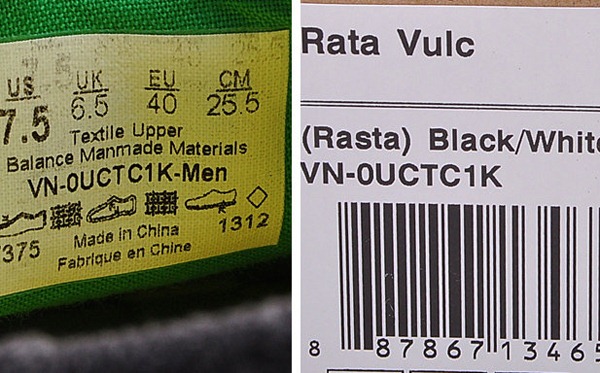 US UK EU CM
7.5 6.5 40 25.5
Textile Upper
Balance Manmade Materials
VN-0UCTC1K-Men
1312
375
Made in China
Fabrique en Chine
Rata Vulc
(Rasta) Black/White
VN-0UCTC1K
8 87867 13465